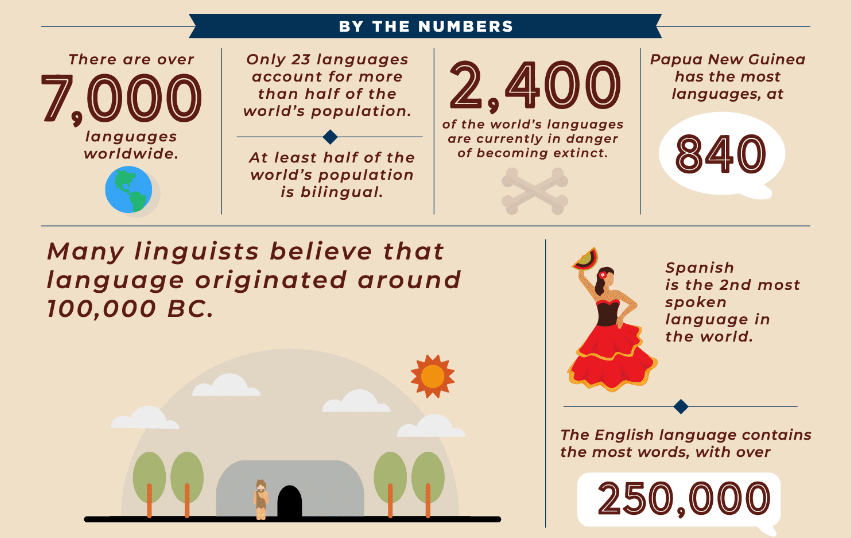 BY THE NUMBERS
There are over
7,000
languages
worldwide.
Only 23 languages
account for more
than half of the
world's population.
At least half of the
world's population
is bilingual.
2,400
of the world's languages
are currently in danger
of becoming extinct.
Papua New Guinea
has the most
languages, at
840
Many linguists believe that
language originated around
100,000 BC.
Spanish
is the 2nd most
spoken
language in
the world.
The English language contains
the most words, with over
250,000